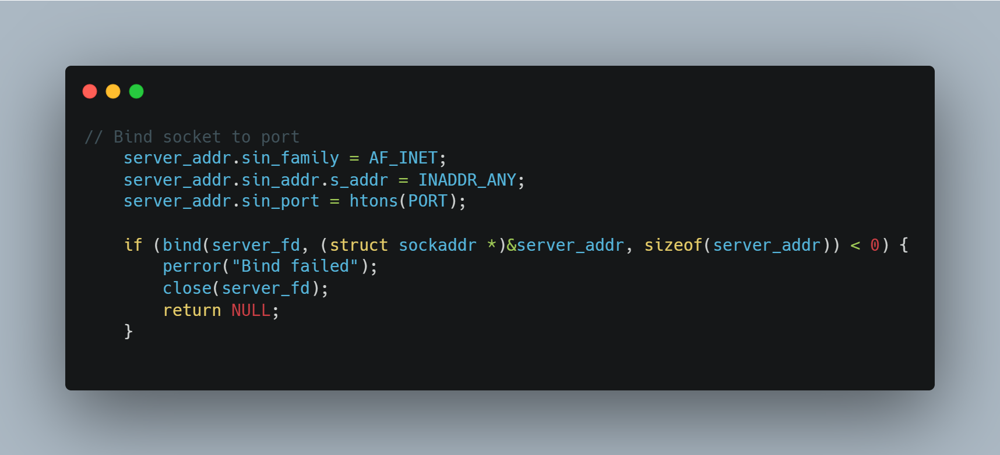 // Bind socket to port
    server_addr.sin_family = AF_INET;
    server_addr.sin_addr.s_addr = INADDR_ANY;
    server_addr.sin_port = htons(PORT);

    if (bind(server_fd, (struct sockaddr *)&server_addr, sizeof(server_addr)) < 0) {
        perror("Bind failed");
        close(server_fd);
        return NULL;
    }